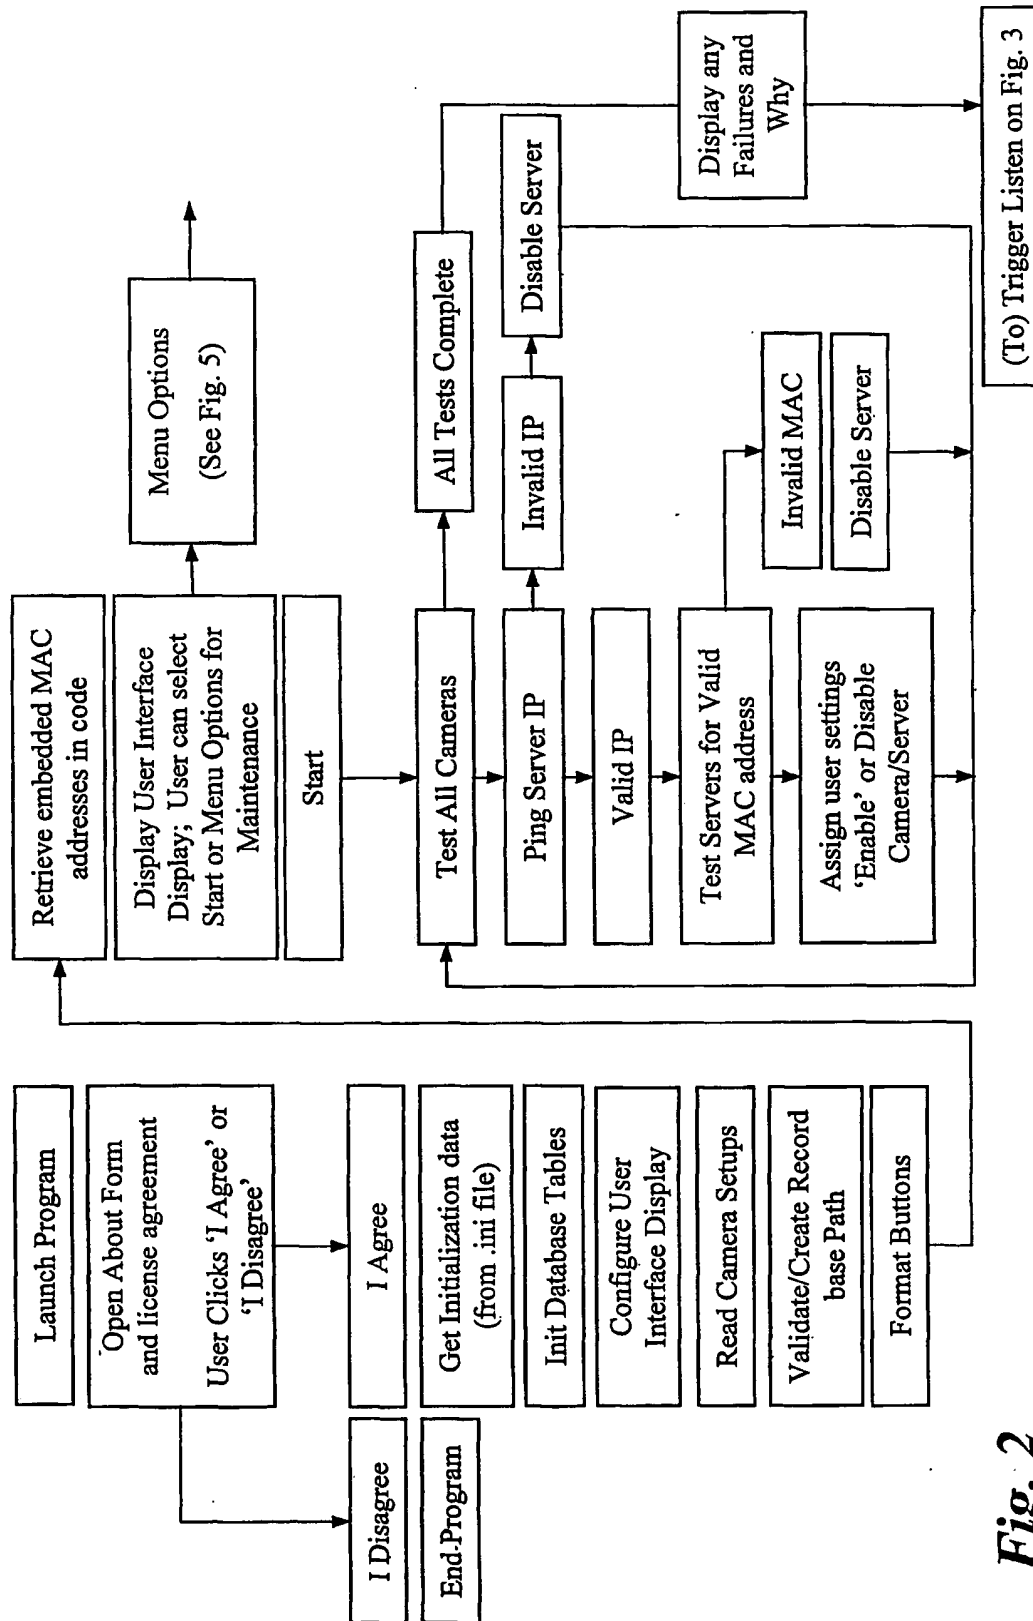 Launch Program
Open About Form
and license agreement
User Clicks ‘I Agree’ or
‘I Disagree’
I Disagree
End-Program
I Agree
Get Initialization data
(from .ini file)
Init Database Tables
Configure User
Interface Display
Read Camera Setups
Validate/Create Record
base Path
Format Buttons
Retrieve embedded MAC
addresses in code
Display User Interface
Display; User can select
Start or Menu Options for
Maintenance
Menu Options
(See Fig. 5)
Start
Test All Cameras
All Tests Complete
Ping Server IP
Invalid IP
Disable Server
Valid IP
Test Servers for Valid
MAC address
Invalid MAC
Disable Server
Assign user settings
‘Enable’ or Disable
Camera/Server
Display any
Failures and
Why
(To) Trigger Listen on Fig. 3
Fig. 2